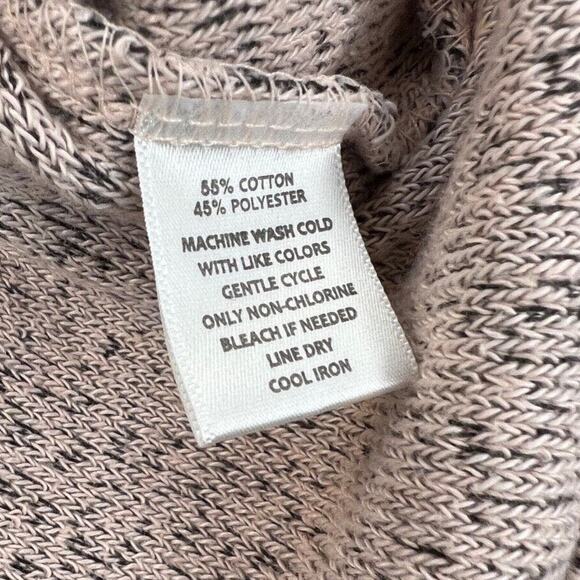 55% COTTON
45% POLYESTER
MACHINE WASH COLD
WITH LIKE COLORS
GENTLE CYCLE
ONLY NON-CHLORINE
BLEACH IF NEEDED
LINE DRY
COOL IRON